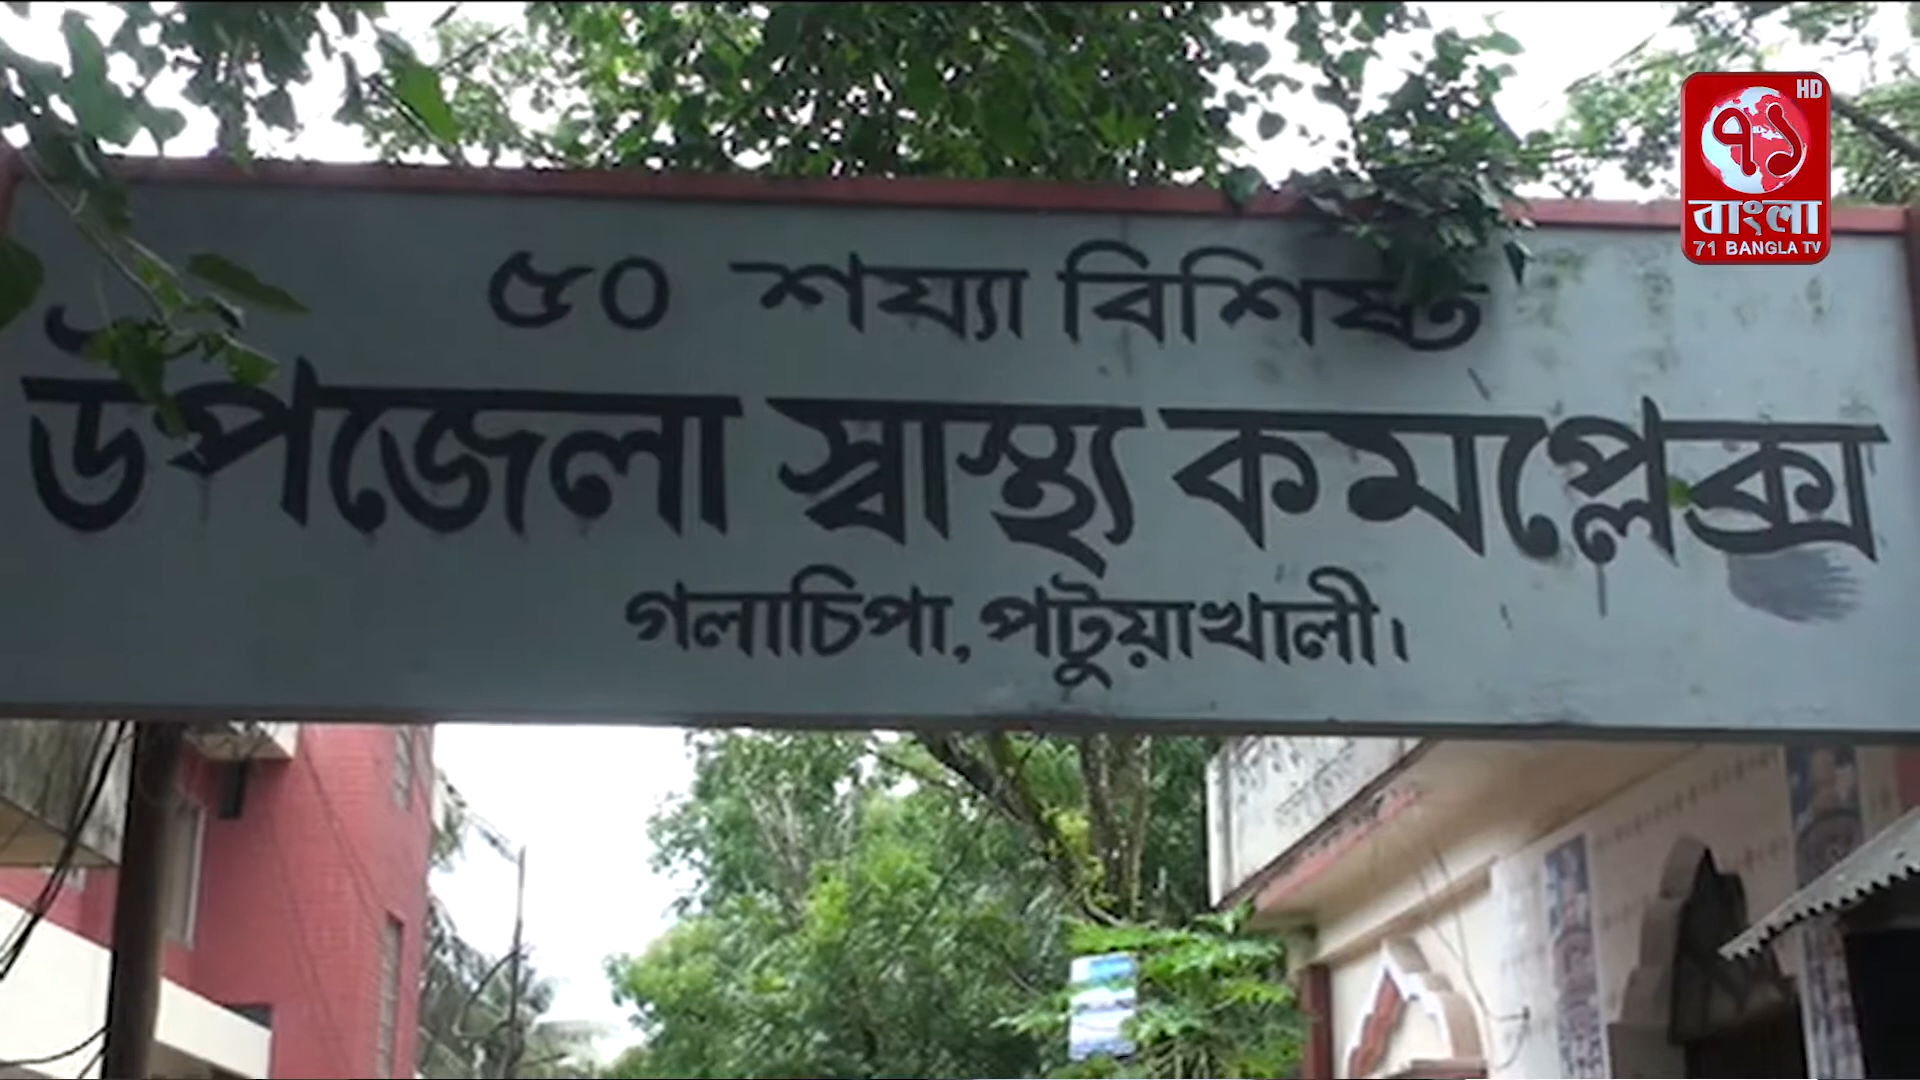 ৫০ শয্যা বিশিষ্ট
উপজেলা স্বাস্থ্য কমপ্লেক্স
গলাচিপা, পটুয়াখালী।
HD
৭১
বাংলা
71 BANGLA TV